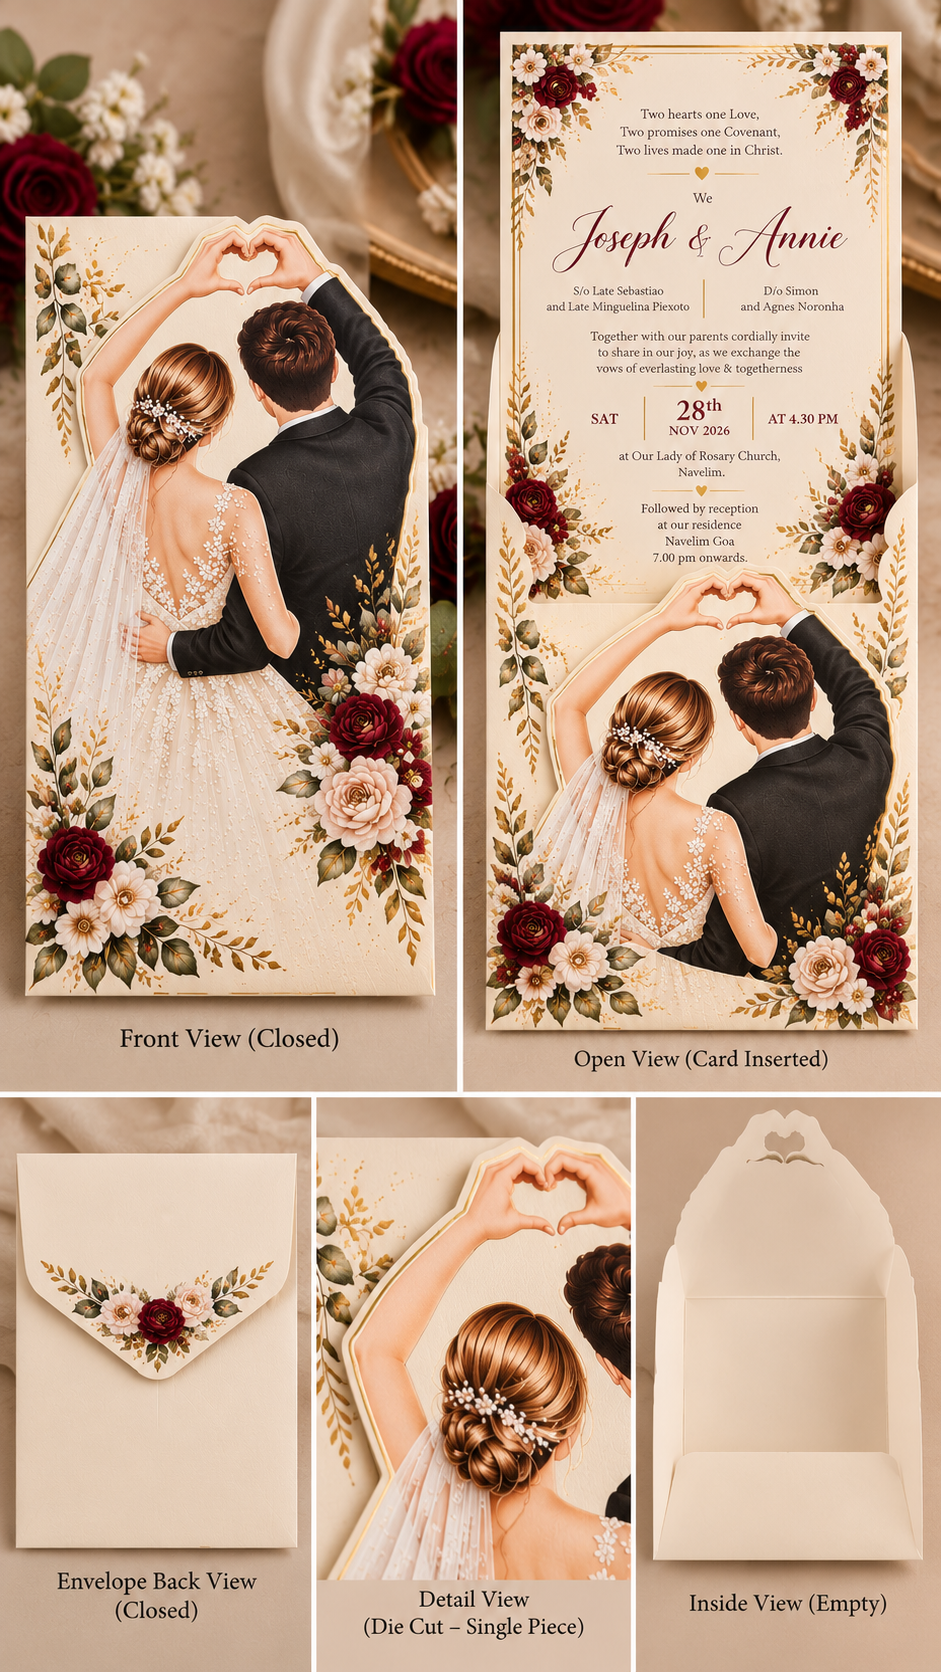 Two hearts one Love,
Two promises one Covenant,
Two lives made one in Christ.
We
Joseph & Annie
S/o Late Sebastiao
and Late Minguelina Piexoto
D/o Simon
and Agnes Noronha
Together with our parents cordially invite
to share in our joy, as we exchange the
vows of everlasting love & togetherness
SAT
28th
NOV 2026
AT 4.30 PM
at Our Lady of Rosary Church,
Navelim.
Followed by reception
at our residence
Navelim Goa
7.00 pm onwards.
Front View (Closed)
Open View (Card Inserted)
Envelope Back View
(Closed)
Detail View
(Die Cut – Single Piece)
Inside View (Empty)